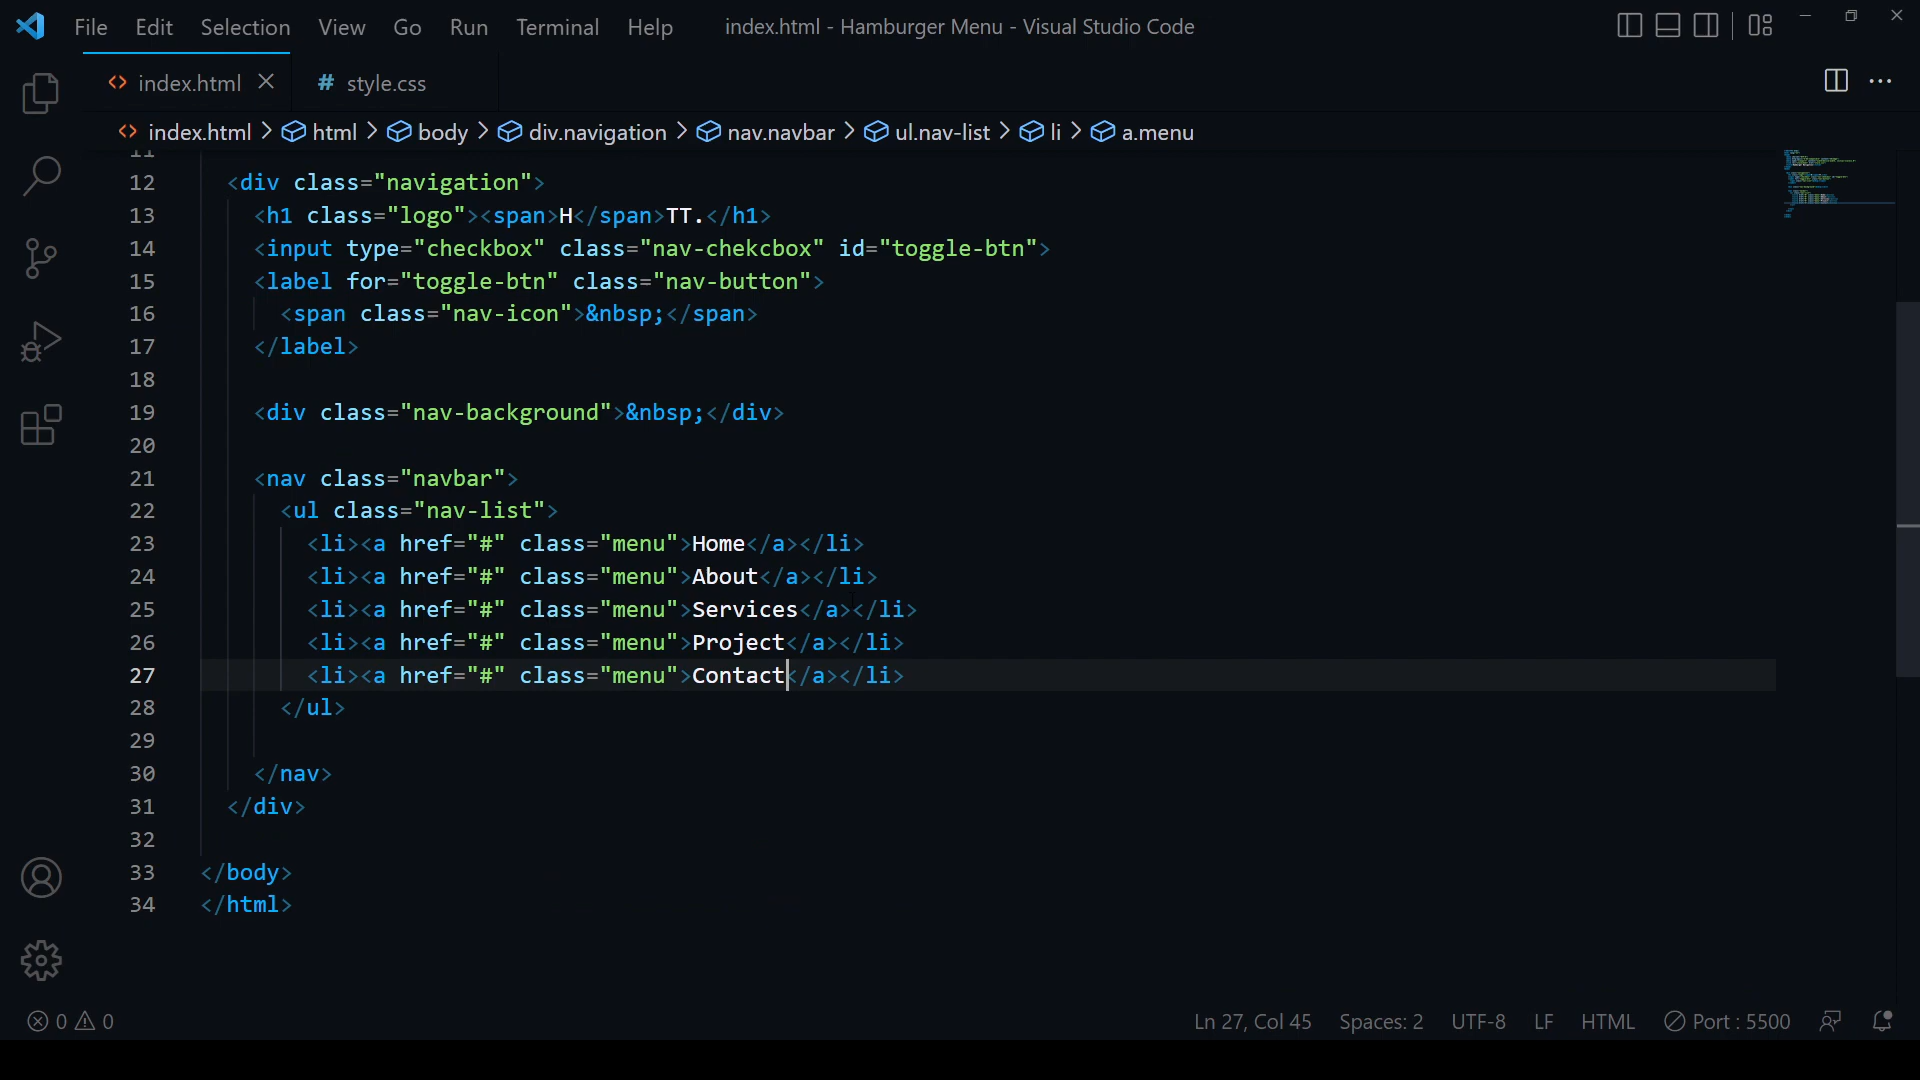 File Edit Selection View Go Run Terminal Help index.html - Hamburger Menu - Visual Studio Code
index.html style.css
index.html > html > body > div.navigation > nav.navbar > ul.nav-list > li > a.menu
11
12 <div class="navigation">
13 <h1 class="logo"><span>H</span>TT.</h1>
14 <input type="checkbox" class="nav-chekcbox" id="toggle-btn">
15 <label for="toggle-btn" class="nav-button">
16 <span class="nav-icon">&nbsp;</span>
17 </label>
18
19 <div class="nav-background">&nbsp;</div>
20
21 <nav class="navbar">
22 <ul class="nav-list">
23 <li><a href="#" class="menu">Home</a></li>
24 <li><a href="#" class="menu">About</a></li>
25 <li><a href="#" class="menu">Services</a></li>
26 <li><a href="#" class="menu">Project</a></li>
27 <li><a href="#" class="menu">Contact</a></li>
28 </ul>
29
30 </nav>
31 </div>
32
33 </body>
34 </html>
0 0 Ln 27, Col 45 Spaces: 2 UTF-8 LF HTML Port : 5500